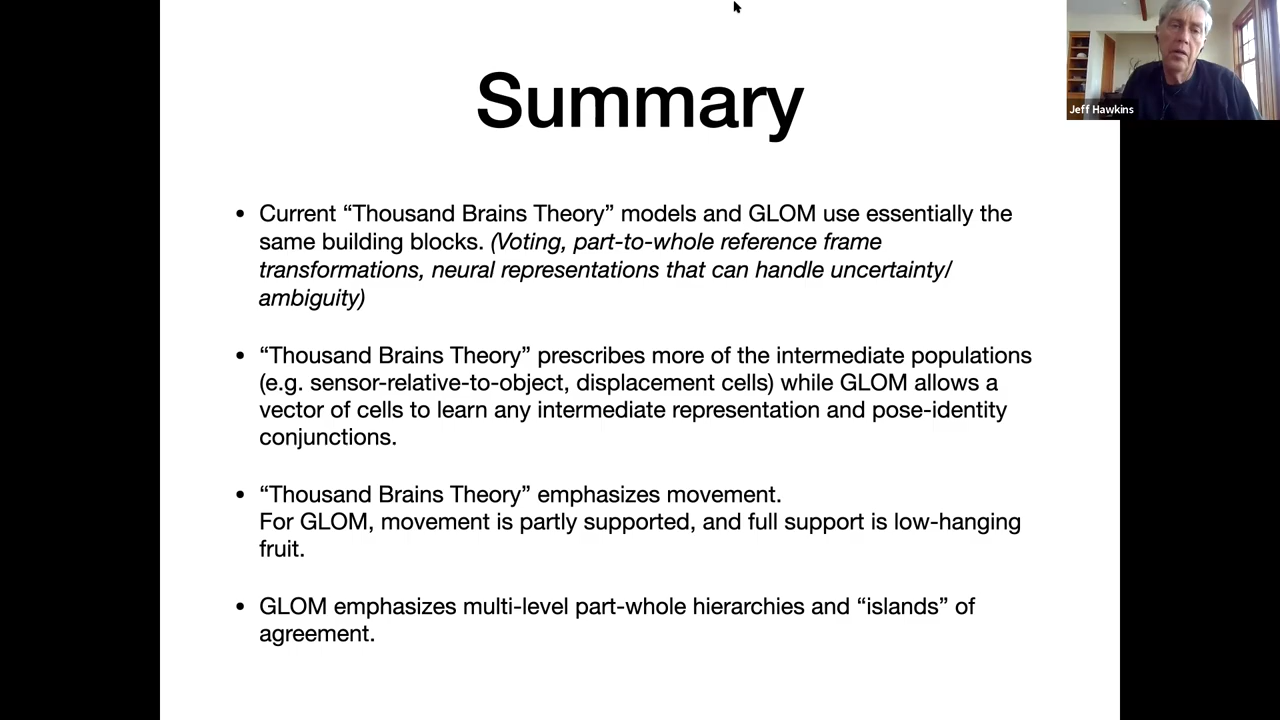 Jeff Hawkins
Summary
• Current “Thousand Brains Theory” models and GLOM use essentially the
same building blocks. (Voting, part-to-whole reference frame
transformations, neural representations that can handle uncertainty/
ambiguity)
• “Thousand Brains Theory” prescribes more of the intermediate populations
(e.g. sensor-relative-to-object, displacement cells) while GLOM allows a
vector of cells to learn any intermediate representation and pose-identity
conjunctions.
• “Thousand Brains Theory” emphasizes movement.
For GLOM, movement is partly supported, and full support is low-hanging
fruit.
• GLOM emphasizes multi-level part-whole hierarchies and “islands” of
agreement.